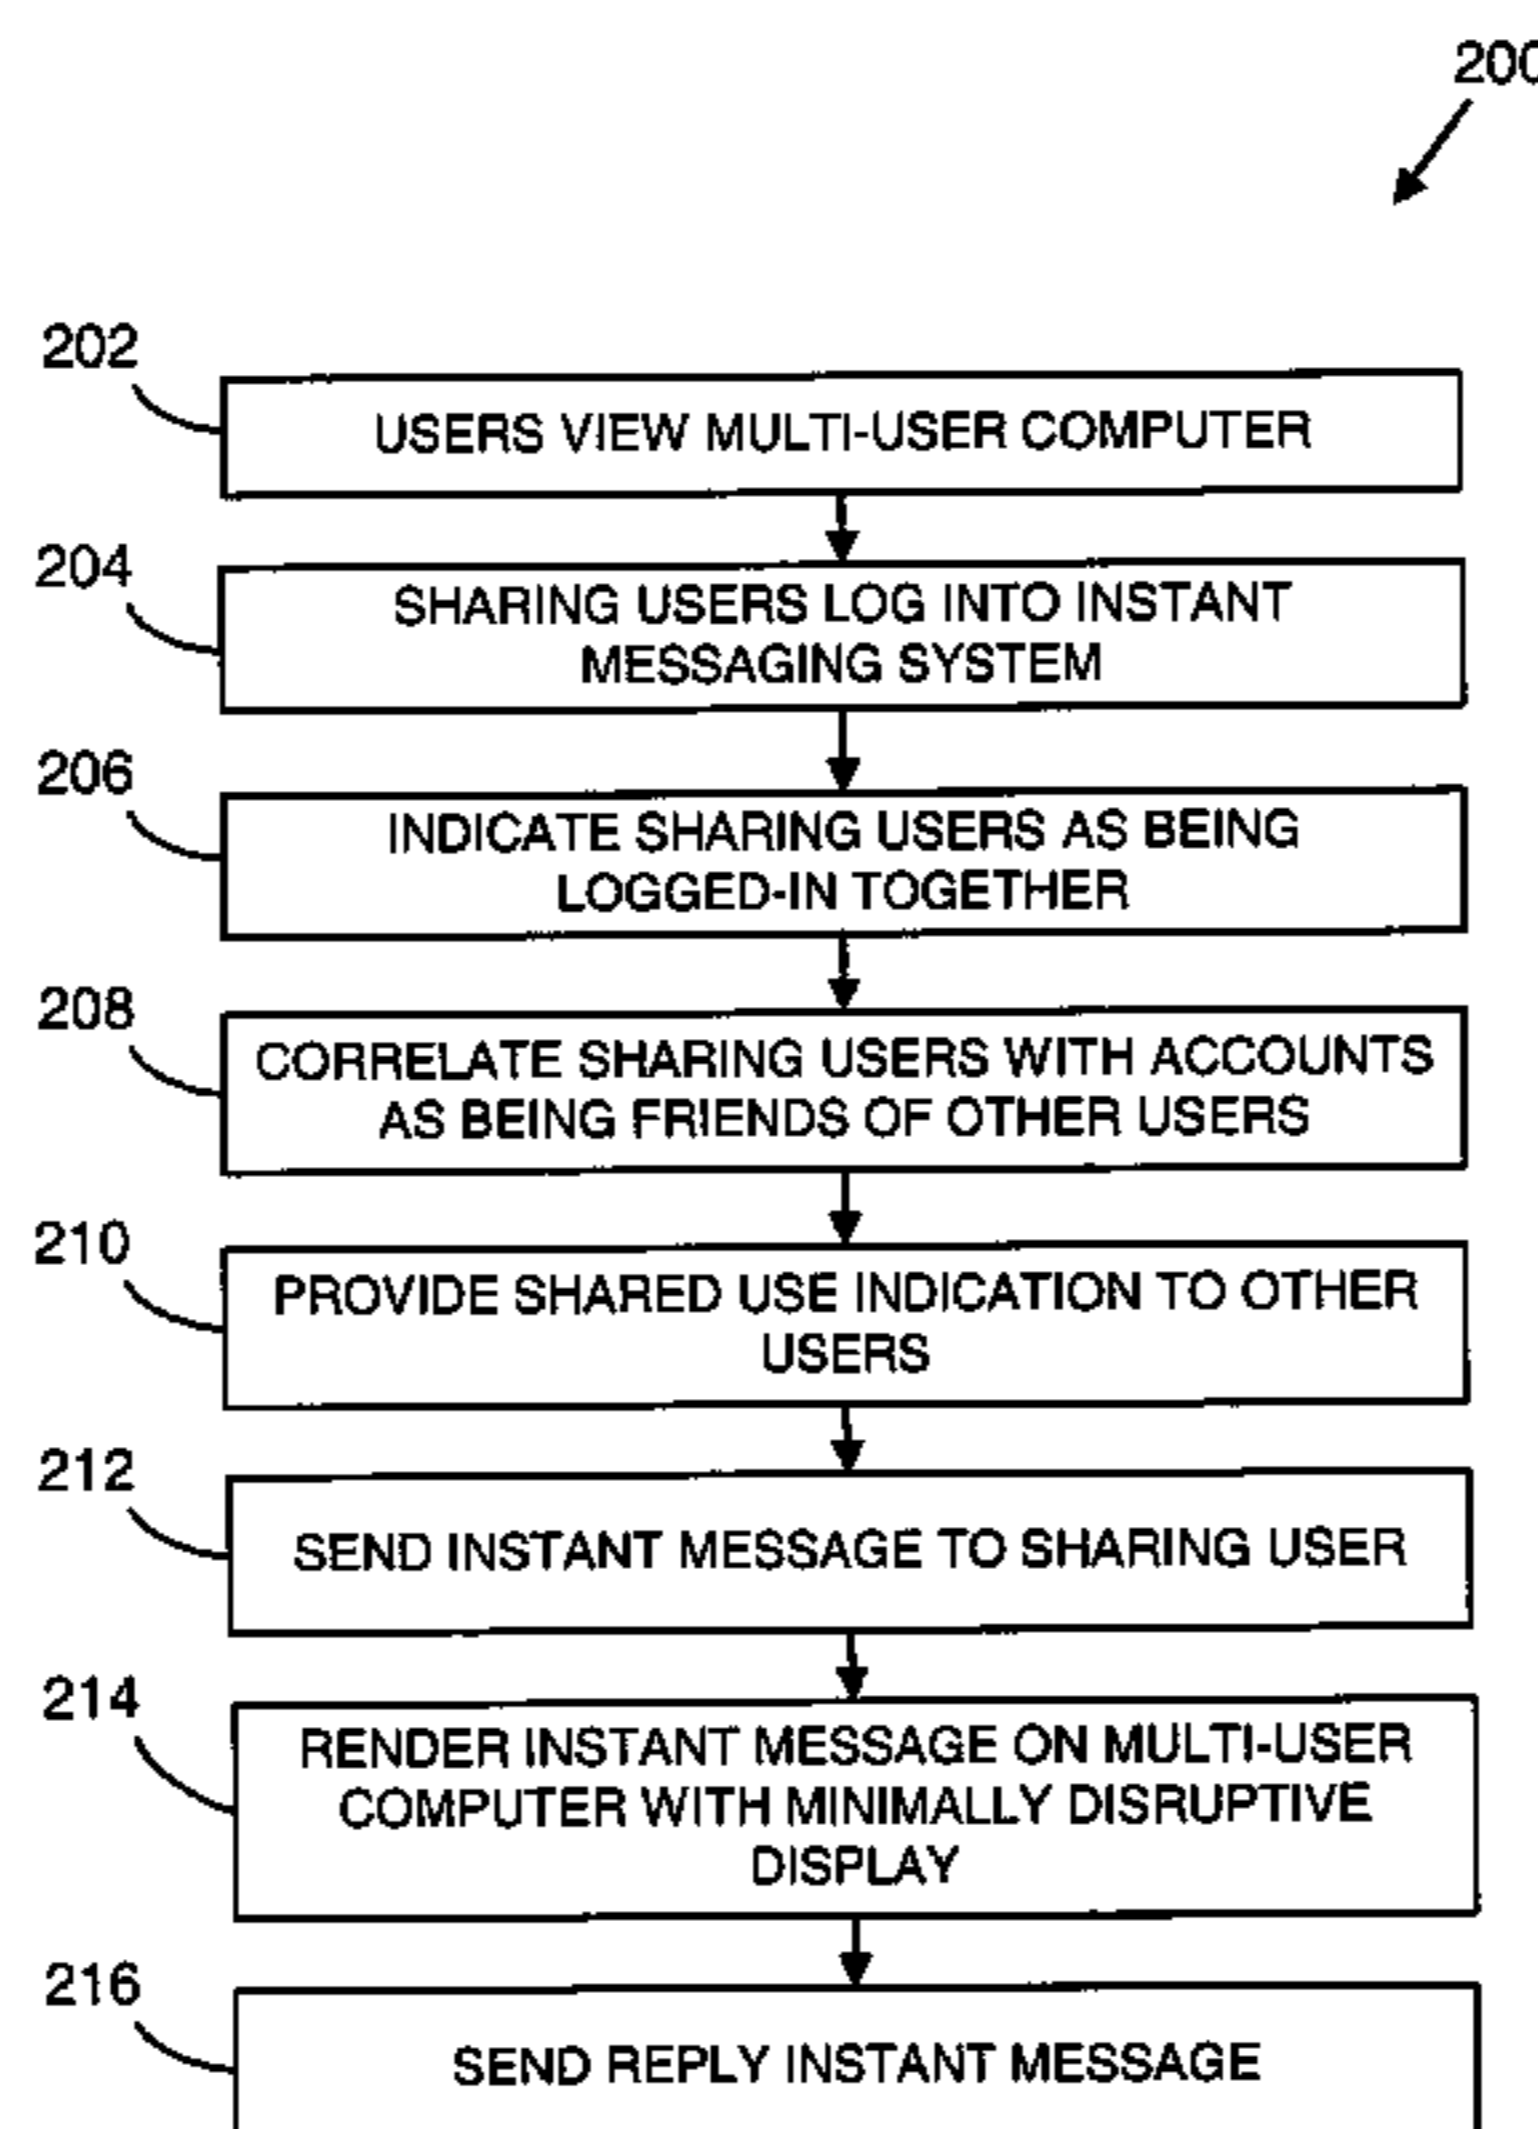 200
202
USERS VIEW MULTI-USER COMPUTER
204
SHARING USERS LOG INTO INSTANT
MESSAGING SYSTEM
206
INDICATE SHARING USERS AS BEING
LOGGED-IN TOGETHER
208
CORRELATE SHARING USERS WITH ACCOUNTS
AS BEING FRIENDS OF OTHER USERS
210
PROVIDE SHARED USE INDICATION TO OTHER
USERS
212
SEND INSTANT MESSAGE TO SHARING USER
214
RENDER INSTANT MESSAGE ON MULTI-USER
COMPUTER WITH MINIMALLY DISRUPTIVE
DISPLAY
216
SEND REPLY INSTANT MESSAGE